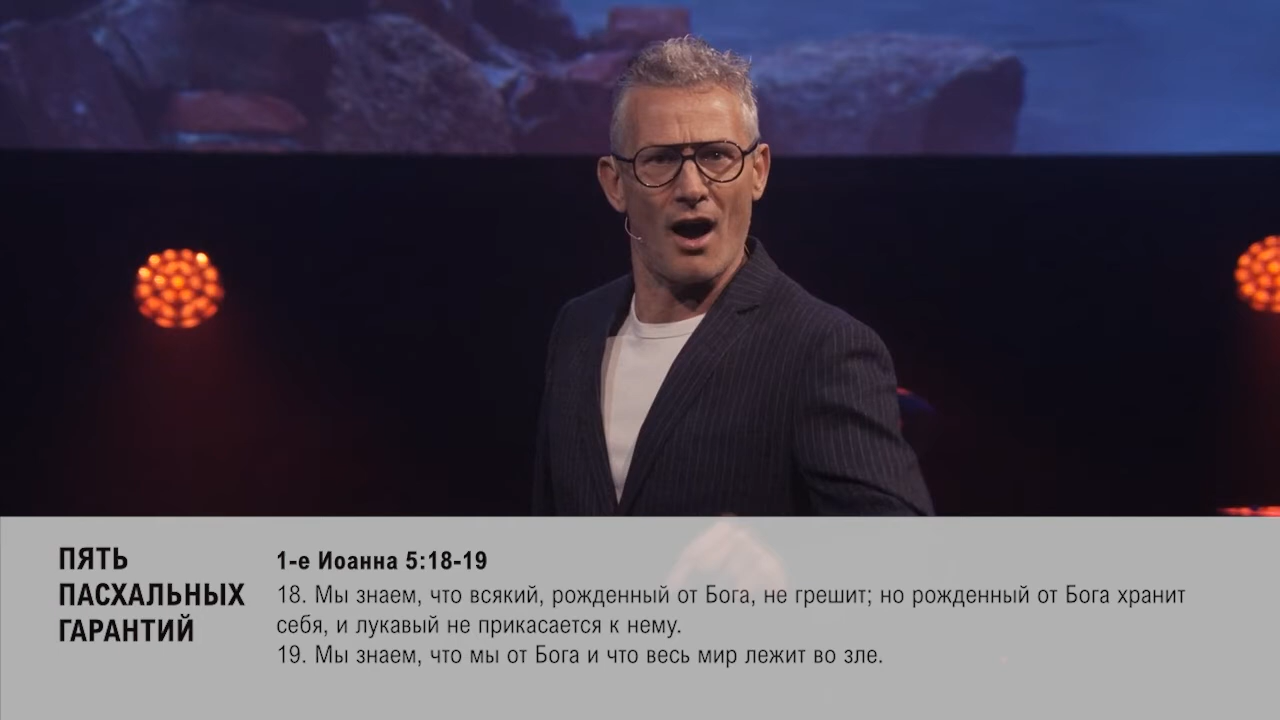 ПЯТЬ
ПАСХАЛЬНЫХ
ГАРАНТИЙ
1-е Иоанна 5:18-19
18. Мы знаем, что всякий, рожденный от Бога, не грешит; но рожденный от Бога хранит
себя, и лукавый не прикасается к нему.
19. Мы знаем, что мы от Бога и что весь мир лежит во зле.